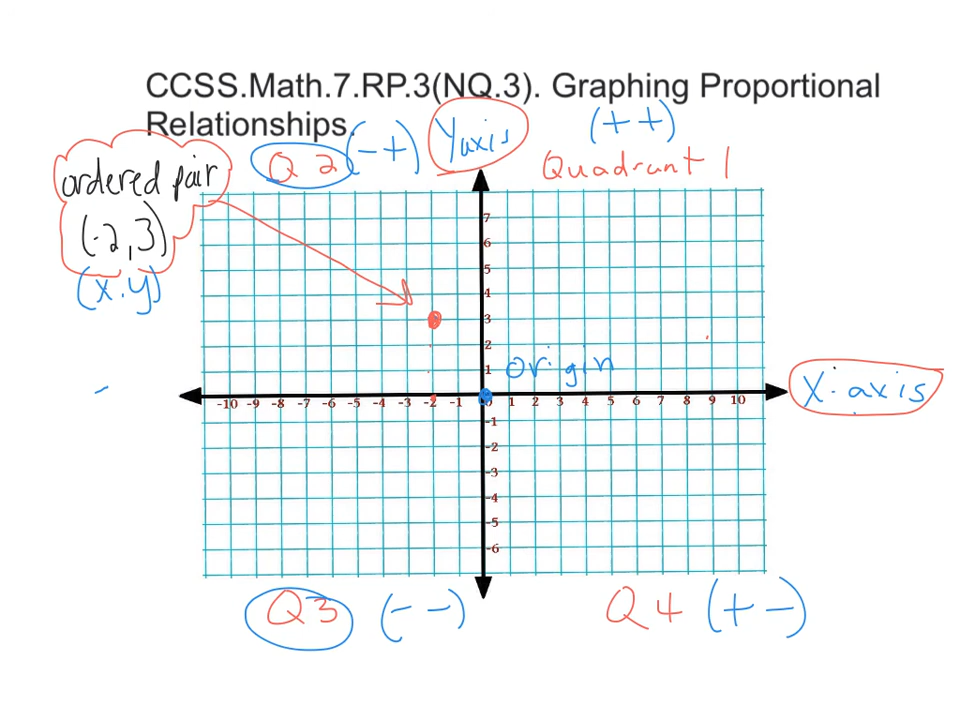 CCSS.Math.7.RP.3(NQ.3). Graphing Proportional
Relationships.
Q 2 (- +)
Y axis
(+ +)
Quadrant 1
ordered pair
(-2,3)
(x,y)
7
6
5
4
3
2
1
origin
-10 -9 -8 -7 -6 -5 -4 -3 -2 -1 0 1 2 3 4 5 6 7 8 9 10
X-axis
-1
-2
-3
-4
-5
-6
Q3 (- -)
Q 4 (+ -)